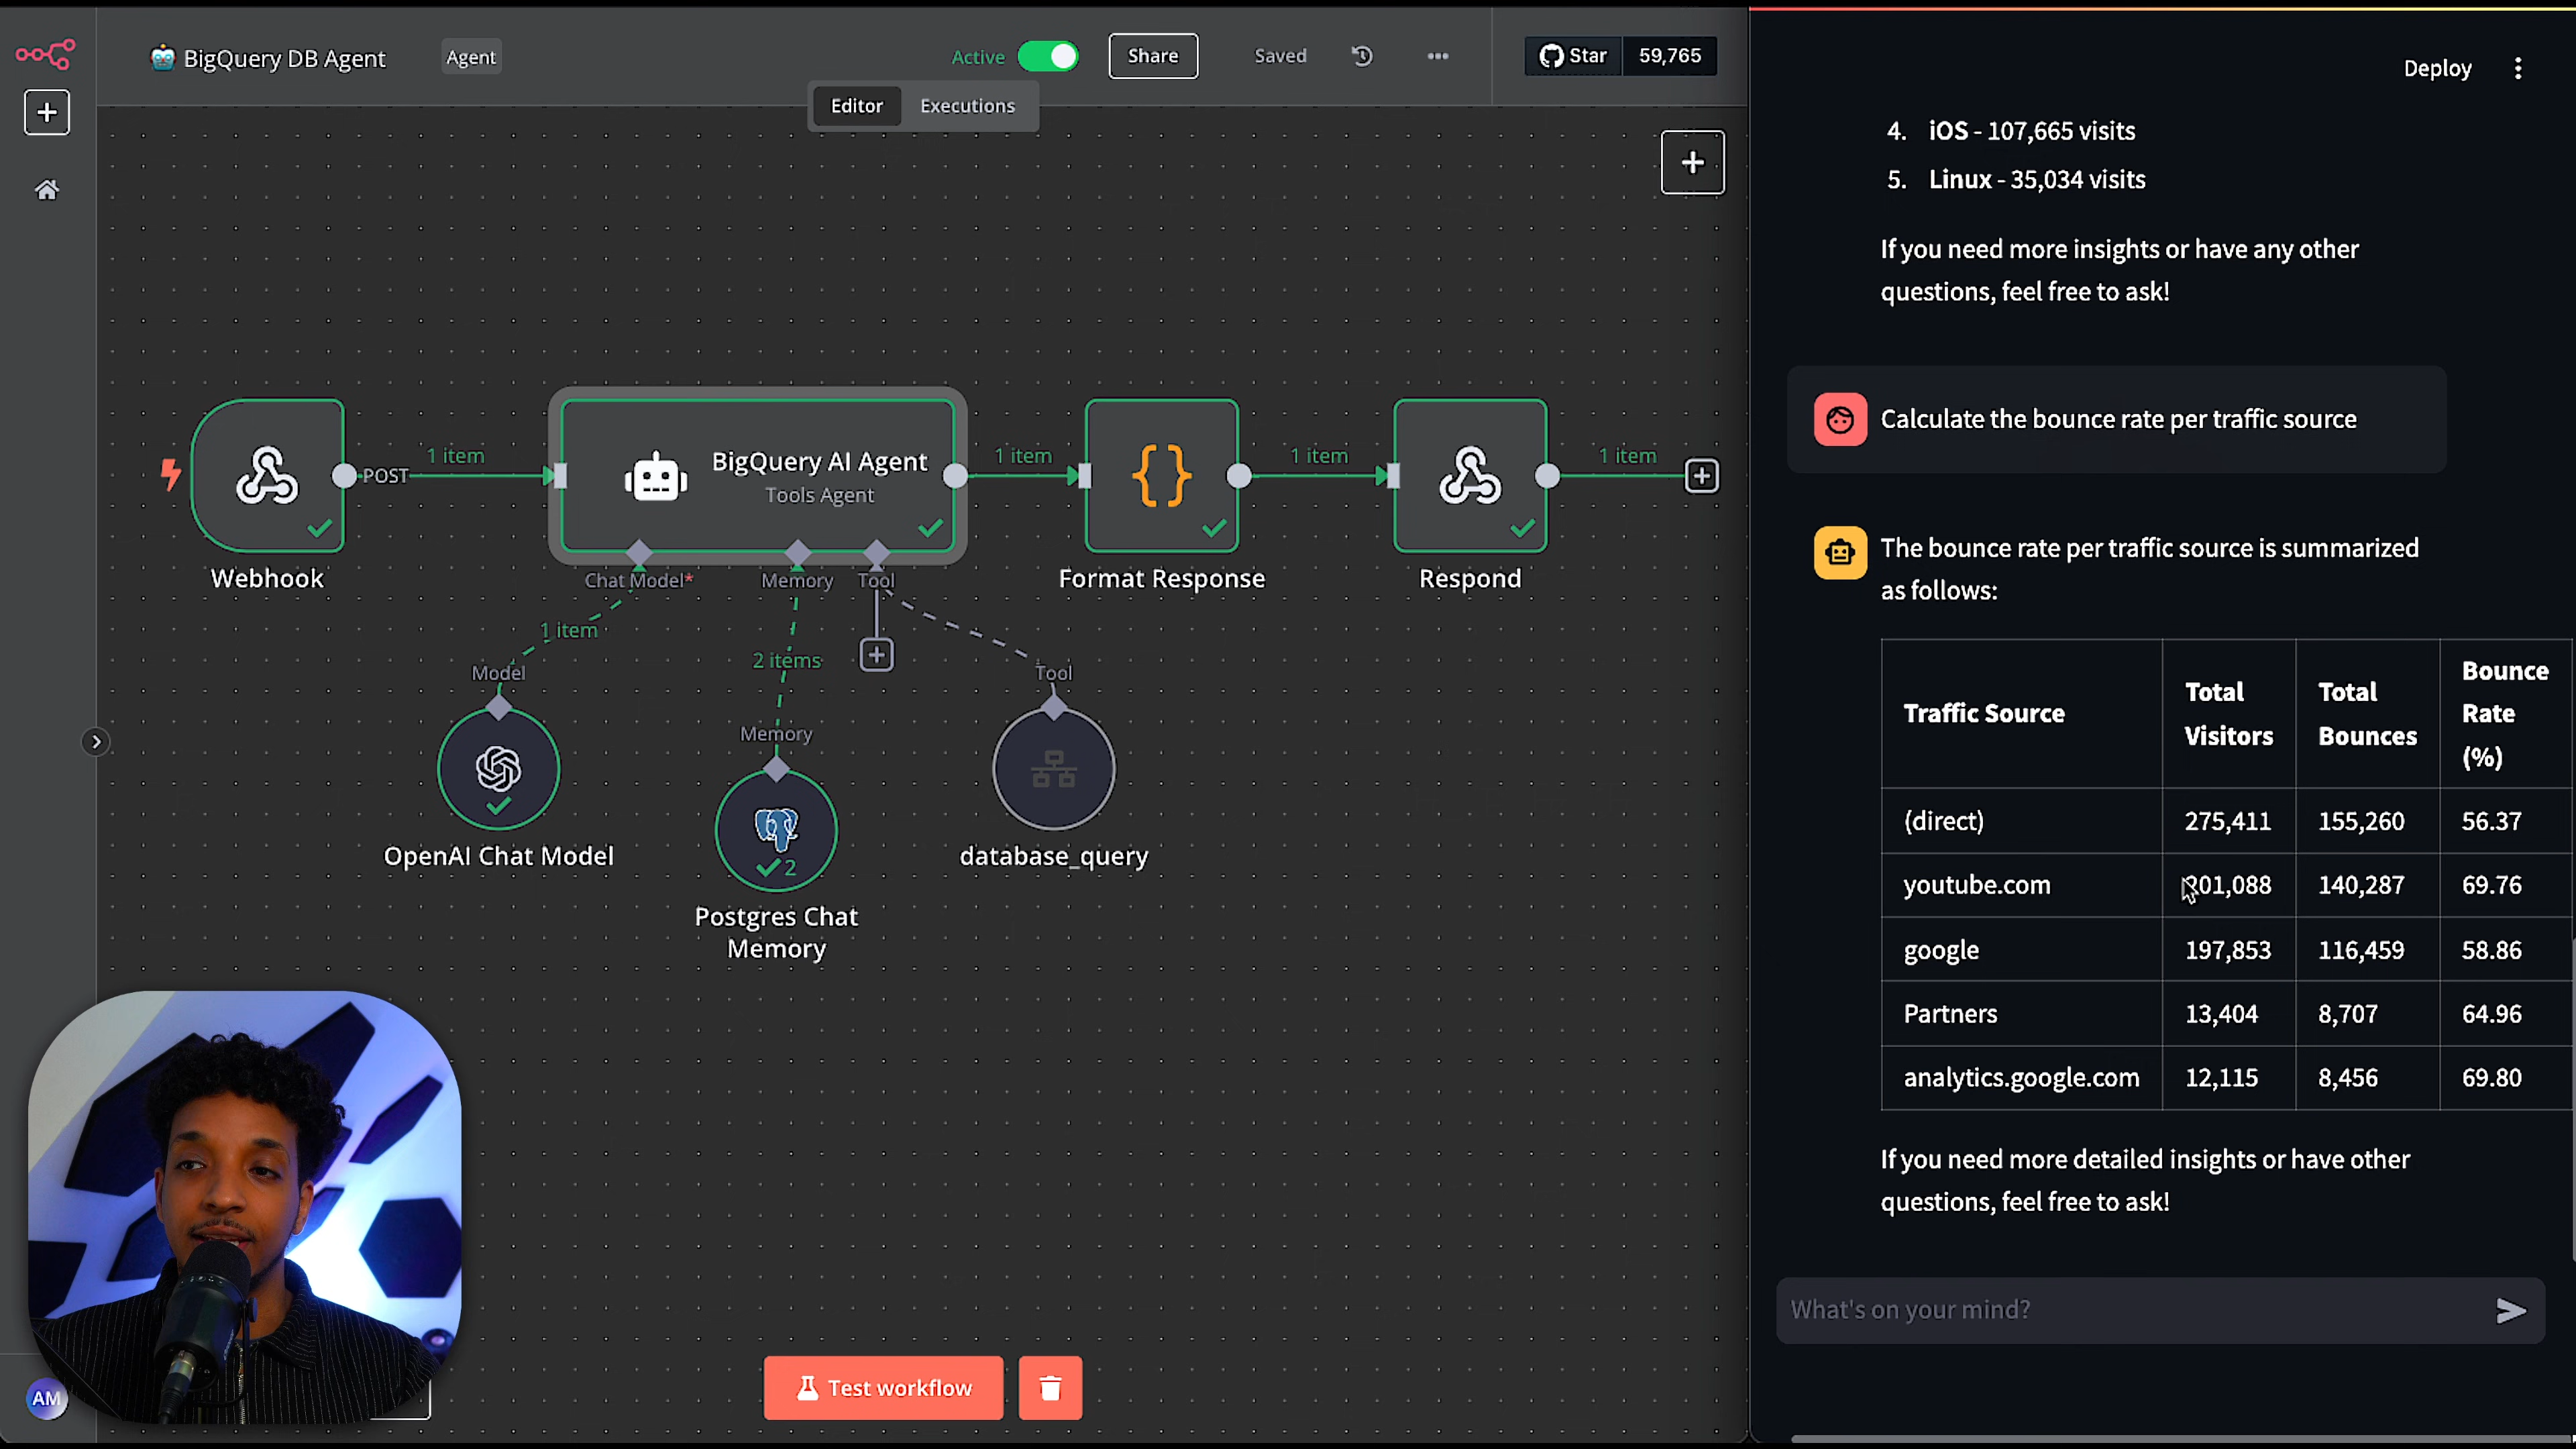 BigQuery DB Agent
Agent
Active
Share
Saved
Star
59,765
Editor
Executions
POST
1 item
BigQuery AI Agent
Tools Agent
1 item
1 item
1 item
Webhook
Chat Model*
Memory
Tool
Format Response
Respond
1 item
2 items
Model
Memory
Tool
OpenAI Chat Model
2
Postgres Chat
Memory
database_query
AM
Test workflow
Deploy
4. iOS - 107,665 visits
5. Linux - 35,034 visits
If you need more insights or have any other
questions, feel free to ask!
Calculate the bounce rate per traffic source
The bounce rate per traffic source is summarized
as follows:
Traffic Source
Total
Visitors
Total
Bounces
Bounce
Rate
(%)
(direct) 275,411 155,260 56.37
youtube.com 201,088 140,287 69.76
google 197,853 116,459 58.86
Partners 13,404 8,707 64.96
analytics.google.com 12,115 8,456 69.80
If you need more detailed insights or have other
questions, feel free to ask!
What's on your mind?